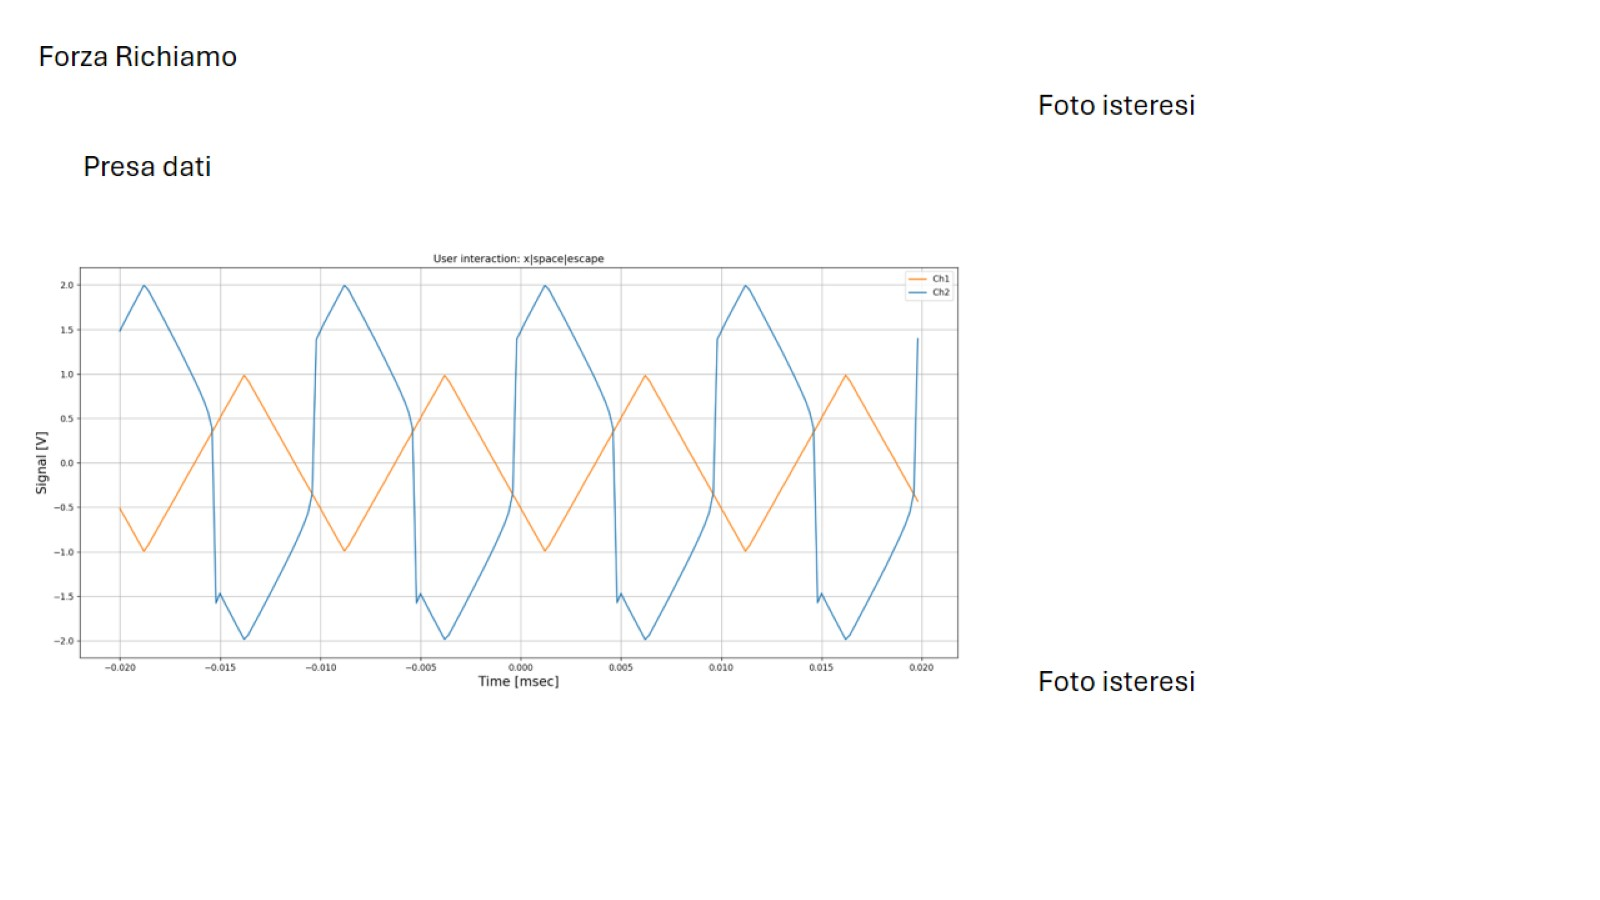 Forza Richiamo
Foto isteresi
Presa dati
User interaction: x|space|escape
Ch1
Ch2
2.0
1.5
1.0
0.5
0.0
−0.5
−1.0
−1.5
−2.0
Signal [V]
−0.020
−0.015
−0.010
−0.005
0.000
0.005
0.010
0.015
0.020
Time [msec]
Foto isteresi